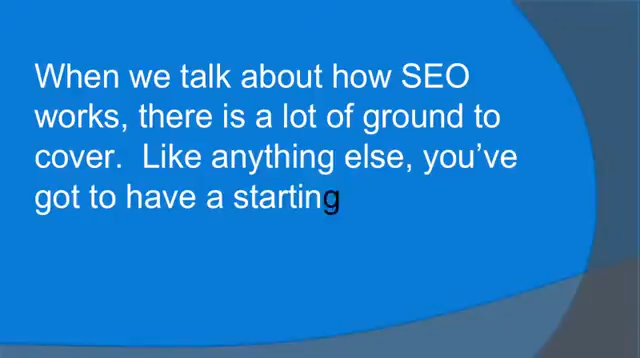 When we talk about how SEO
works, there is a lot of ground to
cover.  Like anything else, you’ve
got to have a starting